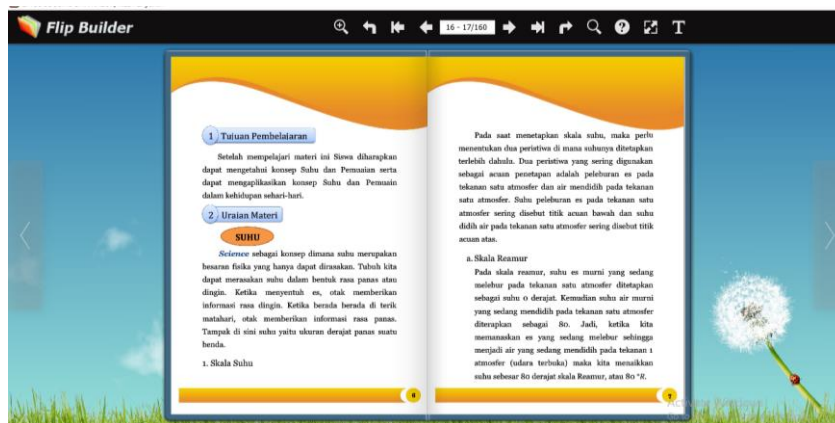 Flip Builder
16 - 17/160
T
1 Tujuan Pembelajaran
Setelah mempelajari materi ini Siswa diharapkan
dapat mengetahui konsep Suhu dan Pemuaian serta
dapat mengaplikasikan konsep Suhu dan Pemuain
dalam kehidupan sehari-hari.
2 Uraian Materi
SUHU
Science sebagai konsep dimana suhu merupakan
besaran fisika yang hanya dapat dirasakan. Tubuh kita
dapat merasakan suhu dalam bentuk rasa panas atau
dingin. Ketika menyentuh es, otak memberikan
informasi rasa dingin. Ketika berada berada di terik
matahari, otak memberikan informasi rasa panas.
Tampak di sini suhu yaitu ukuran derajat panas suatu
benda.
1. Skala Suhu
6
Pada saat menetapkan skala suhu, maka perlu
menentukan dua peristiwa di mana suhunya ditetapkan
terlebih dahulu. Dua peristiwa yang sering digunakan
sebagai acuan penetapan adalah peleburan es pada
tekanan satu atmosfer dan air mendidih pada tekanan
satu atmosfer. Suhu peleburan es pada tekanan satu
atmosfer sering disebut titik acuan bawah dan suhu
didih air pada tekanan satu atmosfer sering disebut titik
acuan atas.
a. Skala Reamur
Pada skala reamur, suhu es murni yang sedang
melebur pada tekanan satu atmosfer ditetapkan
sebagai suhu 0 derajat. Kemudian suhu air murni
yang sedang mendidih pada tekanan satu atmosfer
diterapkan sebagai 80. Jadi, ketika kita
memanaskan es yang sedang melebur sehingga
menjadi air yang sedang mendidih pada tekanan 1
atmosfer (udara terbuka) maka kita menaikkan
suhu sebesar 80 derajat skala Reamur, atau 80 °R.
7